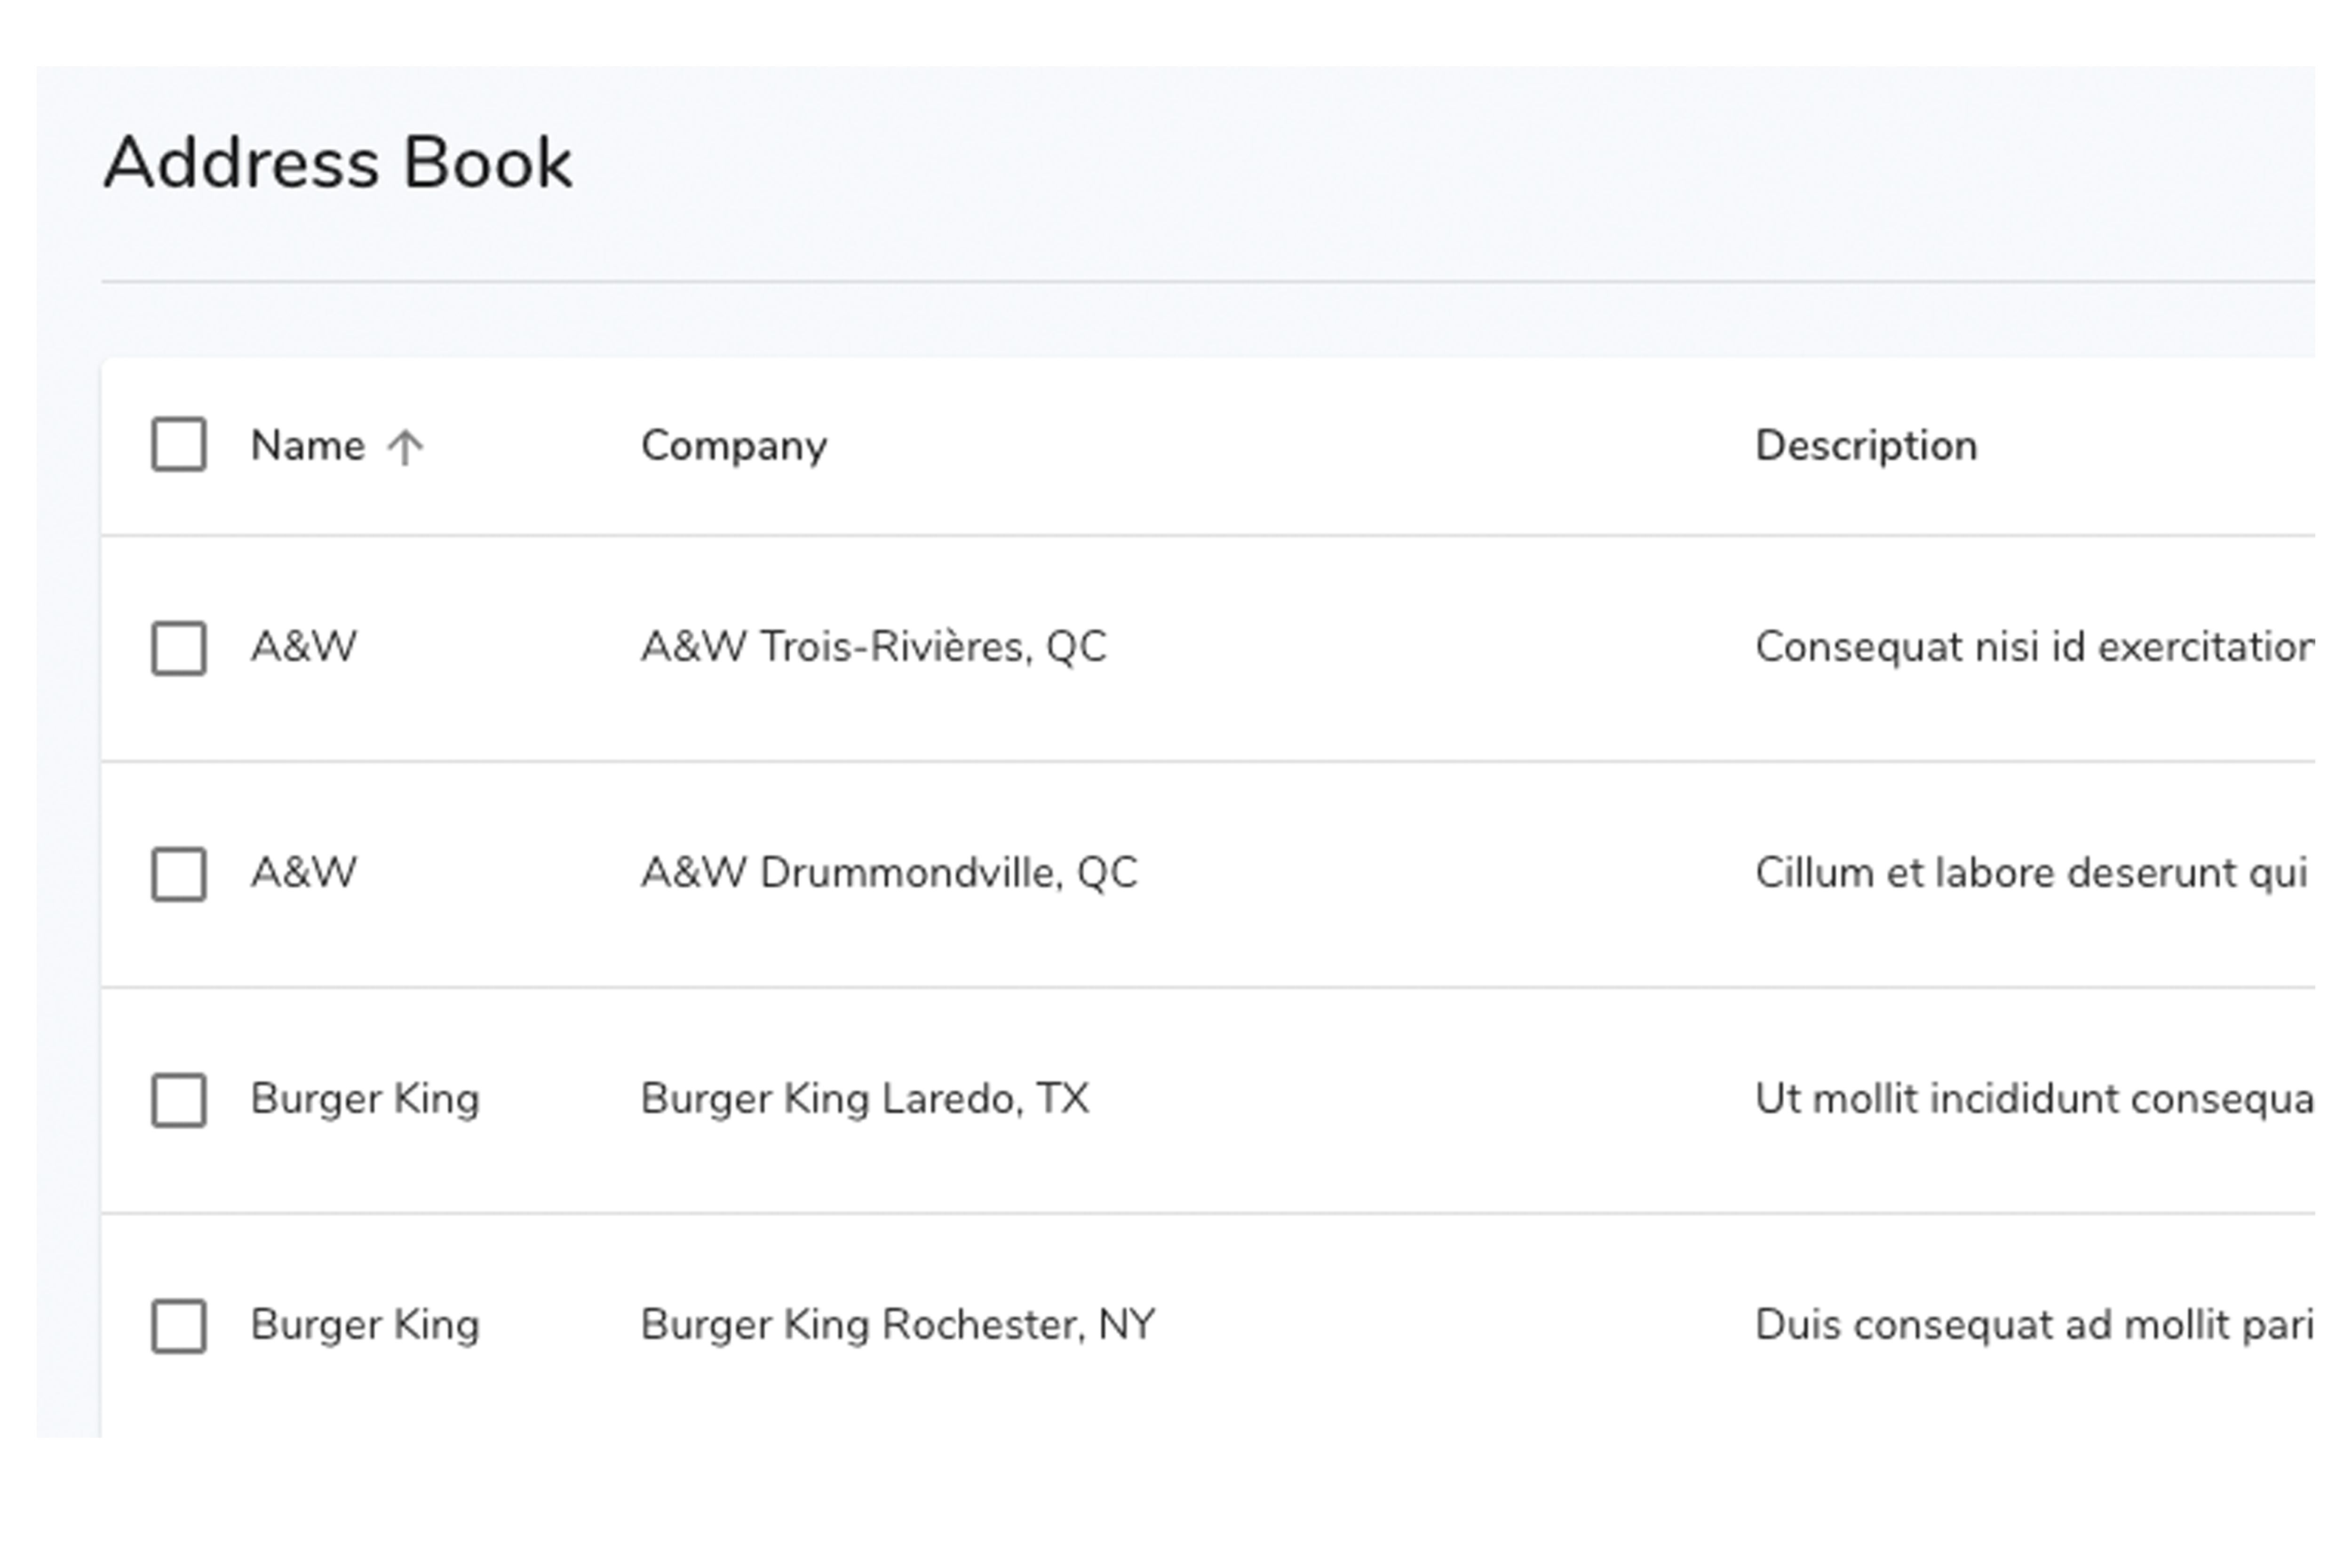 Address Book
Name Company Description
A&W A&W Trois-Rivières, QC Consequat nisi id exercitation
A&W A&W Drummondville, QC Cillum et labore deserunt qui
Burger King Burger King Laredo, TX Ut mollit incididunt consequa
Burger King Burger King Rochester, NY Duis consequat ad mollit pari